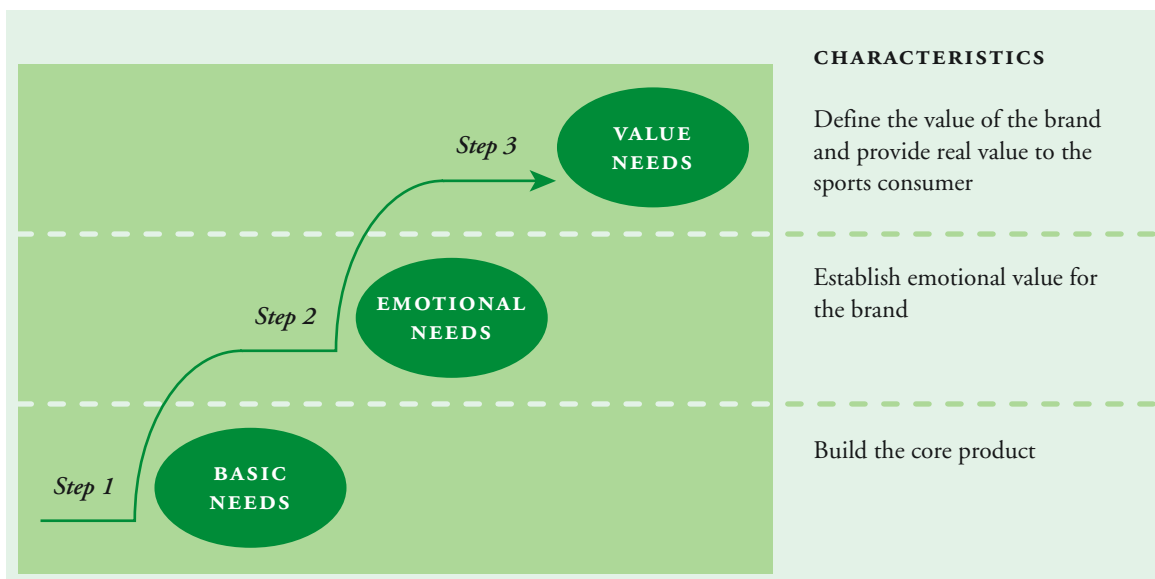 CHARACTERISTICS
Define the value of the brand
and provide real value to the
sports consumer
Step 3
VALUE
NEEDS
Establish emotional value for
the brand
Step 2
EMOTIONAL
NEEDS
Build the core product
Step 1
BASIC
NEEDS